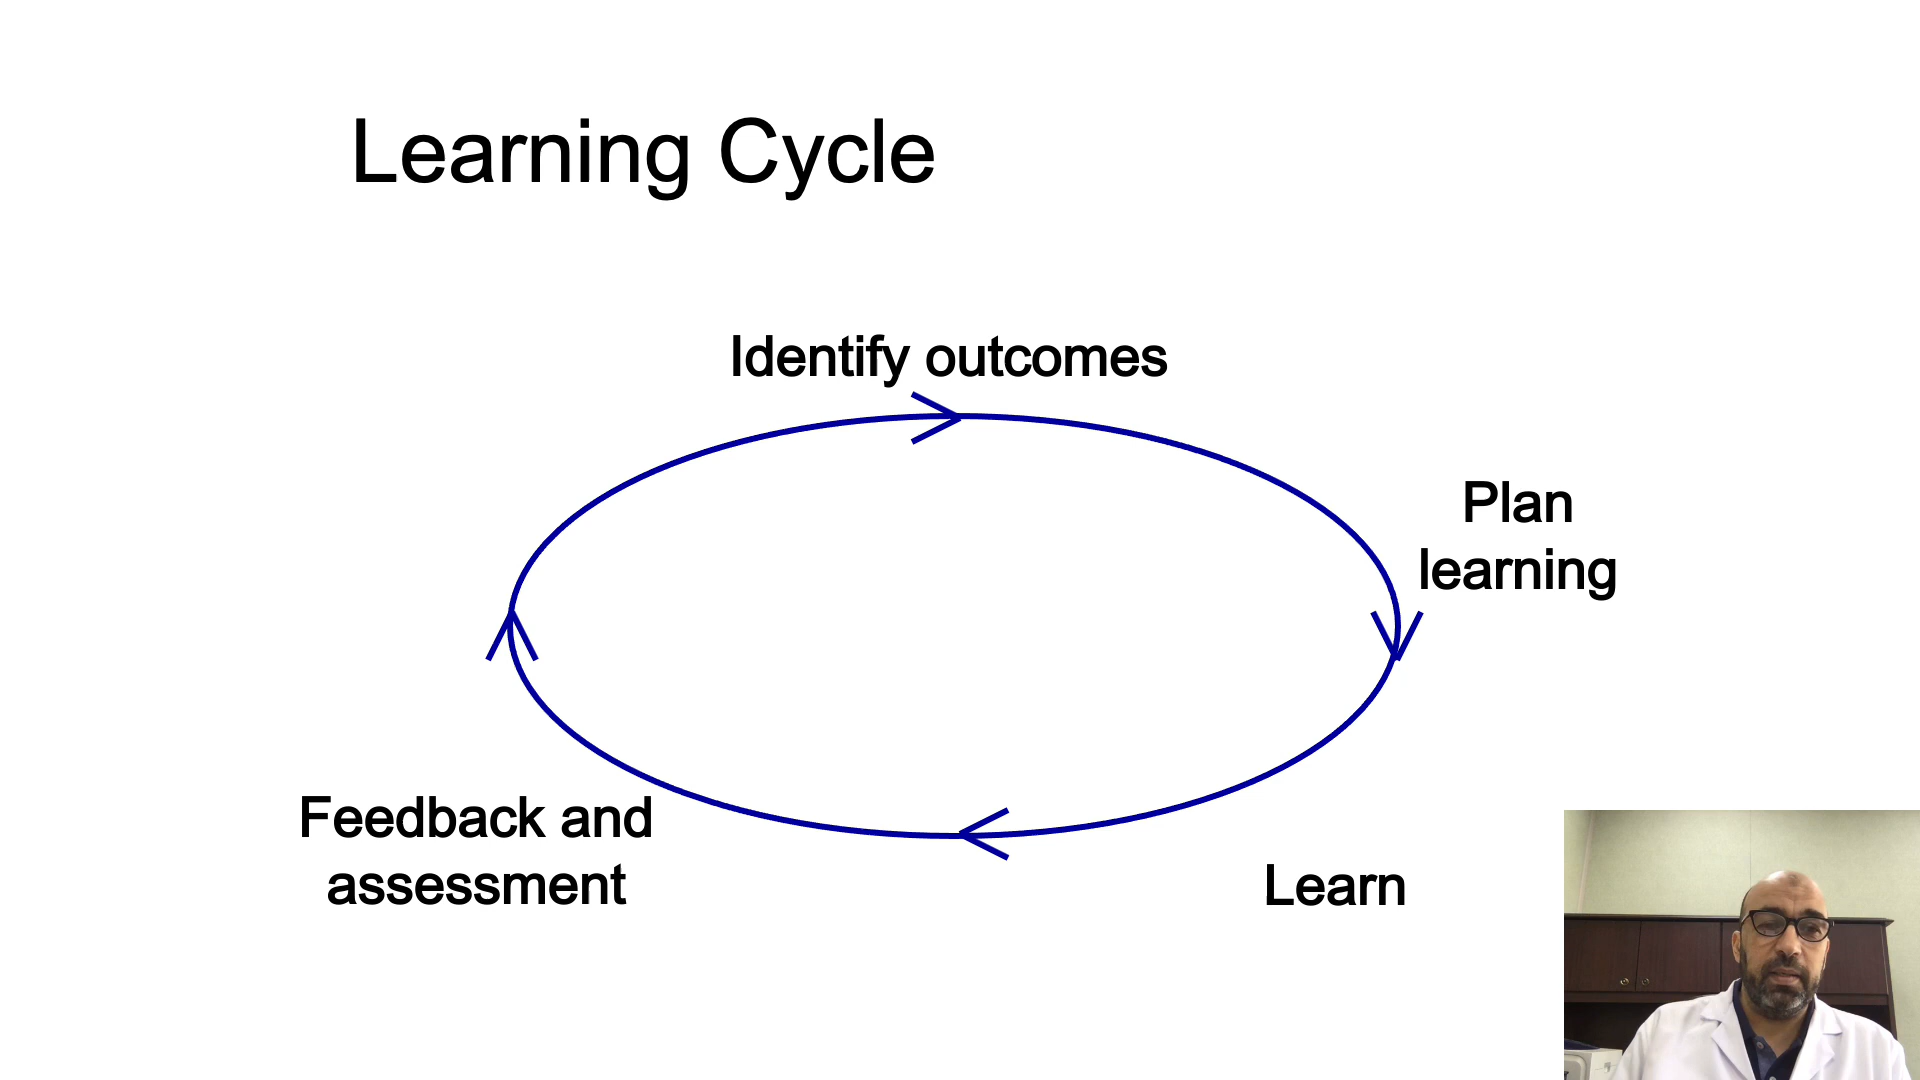 Learning Cycle
Identify outcomes
Plan
learning
Learn
Feedback and
assessment